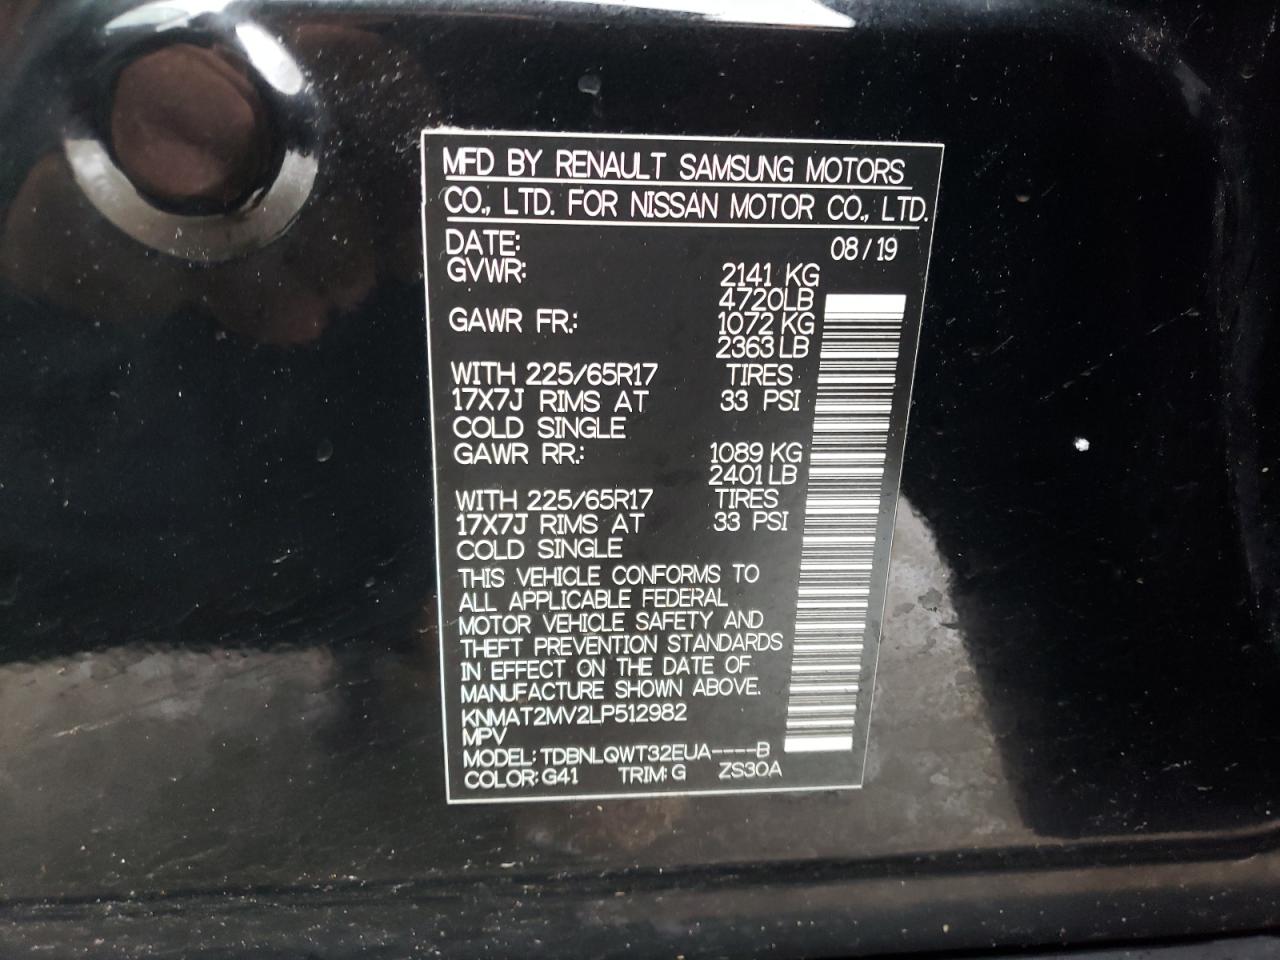 MFD BY RENAULT SAMSUNG MOTORS
CO., LTD. FOR NISSAN MOTOR CO., LTD.
DATE: 08/19
GVWR: 2141 KG
4720LB
GAWR FR.: 1072 KG
2363 LB
WITH 225/65R17 TIRES
17X7J RIMS AT 33 PSI
COLD SINGLE
GAWR RR.: 1089 KG
2401 LB
WITH 225/65R17 TIRES
17X7J RIMS AT 33 PSI
COLD SINGLE
THIS VEHICLE CONFORMS TO
ALL APPLICABLE FEDERAL
MOTOR VEHICLE SAFETY AND
THEFT PREVENTION STANDARDS
IN EFFECT ON THE DATE OF
MANUFACTURE SHOWN ABOVE.
KNMAT2MV2LP512982
MPV
MODEL: TDBNLQWT32EUA----B
COLOR: G41 TRIM: G ZS30A